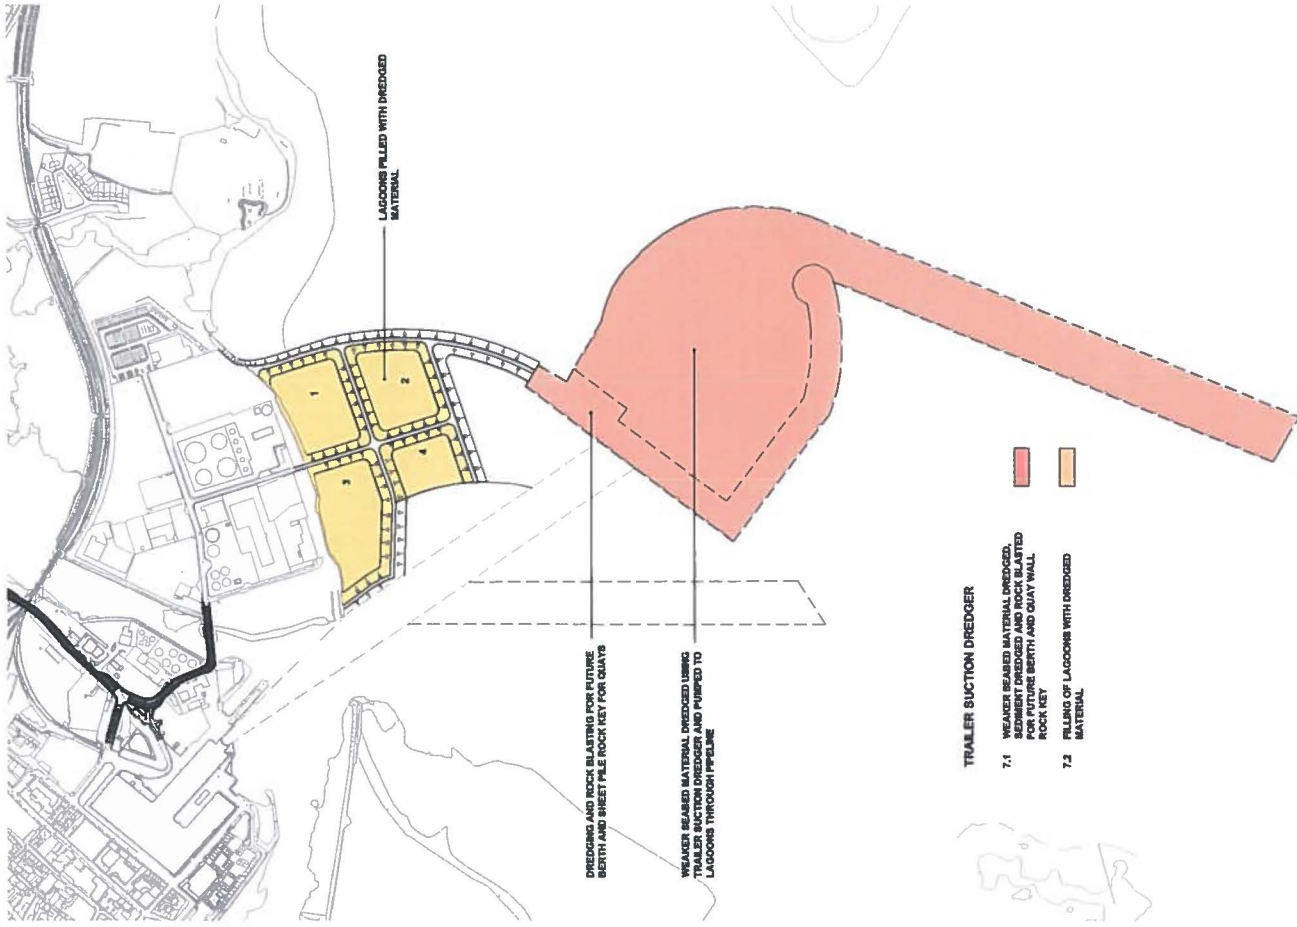 LAGOONS FILLED WITH DREDGED
MATERIAL
1
2
3
4
DREDGING AND ROCK BLASTING FOR FUTURE
BERTH AND SHEET PILE ROCK KEY FOR QUAYS
WEAKER SEABED MATERIAL DREDGED USING
TRAILER SUCTION DREDGER AND PUMPED TO
LAGOONS THROUGH PIPELINE
TRAILER SUCTION DREDGER
7.1 WEAKER SEABED MATERIAL DREDGED,
SEDIMENT DREDGED AND ROCK BLASTED
FOR FUTURE BERTH AND QUAY WALL
ROCK KEY
7.2 FILLING OF LAGOONS WITH DREDGED
MATERIAL